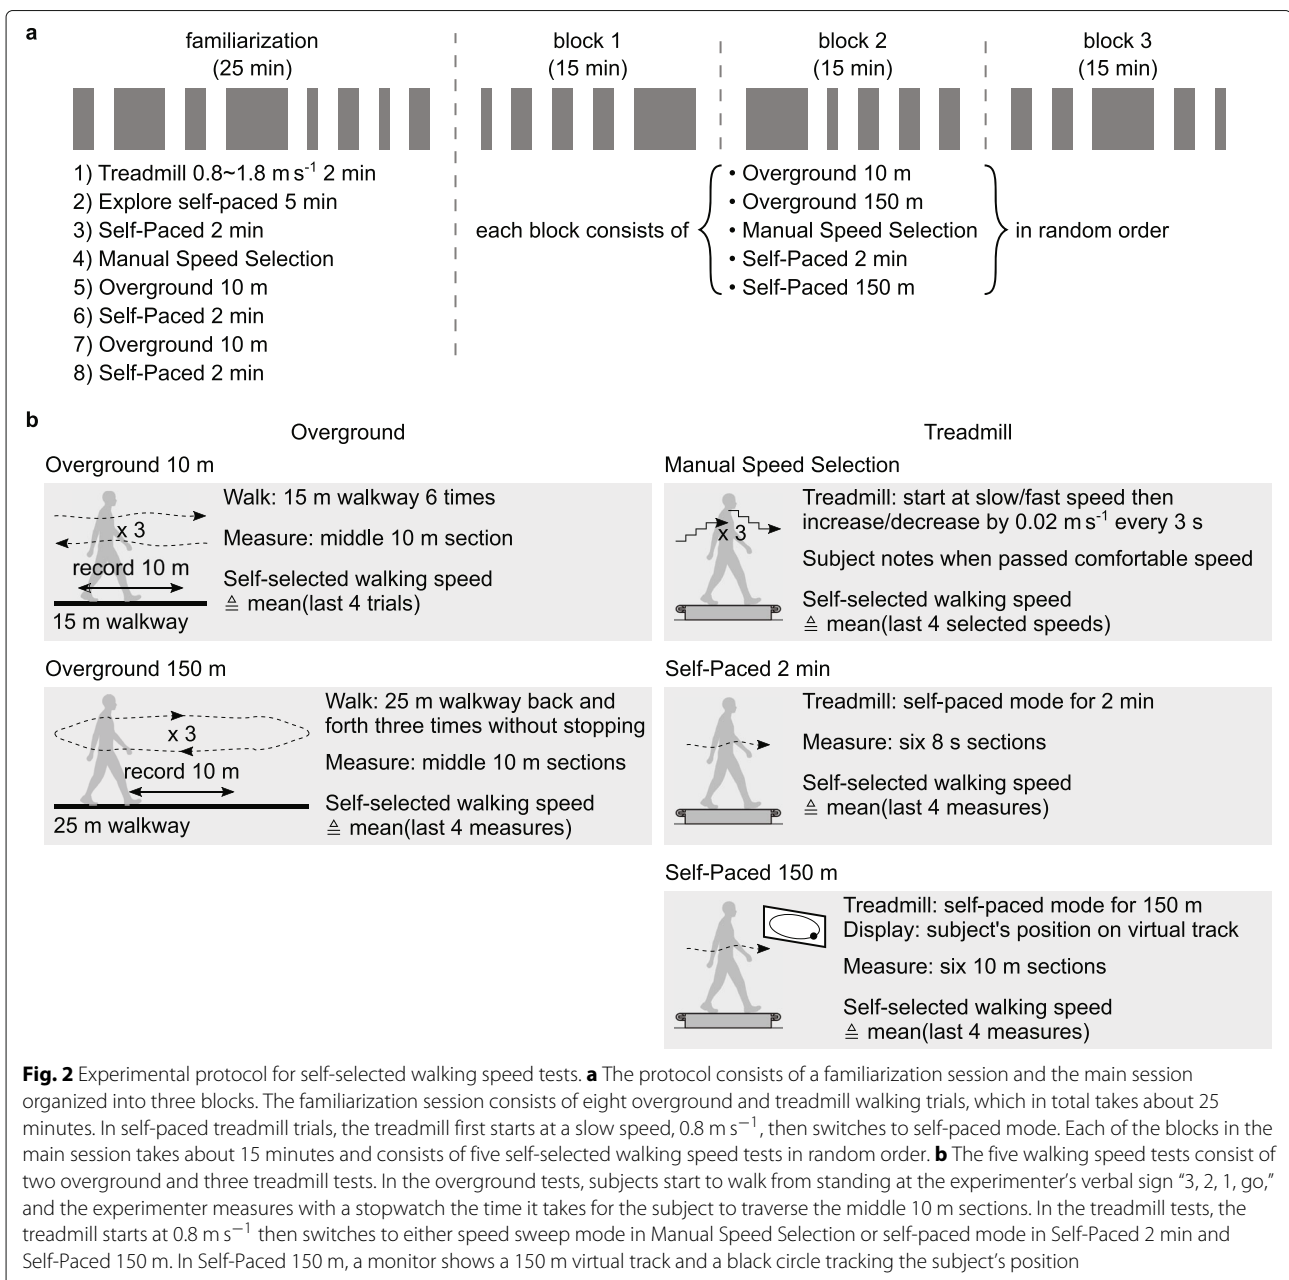 a
familiarization
(25 min)
block 1
(15 min)
block 2
(15 min)
block 3
(15 min)
1) Treadmill 0.8~1.8 m s-1 2 min
2) Explore self-paced 5 min
3) Self-Paced 2 min
4) Manual Speed Selection
5) Overground 10 m
6) Self-Paced 2 min
7) Overground 10 m
8) Self-Paced 2 min
each block consists of
• Overground 10 m
• Overground 150 m
• Manual Speed Selection
• Self-Paced 2 min
• Self-Paced 150 m
in random order
b
Overground
Overground 10 m
x 3
record 10 m
15 m walkway
Walk: 15 m walkway 6 times
Measure: middle 10 m section
Self-selected walking speed
≜ mean(last 4 trials)
Overground 150 m
x 3
record 10 m
25 m walkway
Walk: 25 m walkway back and
forth three times without stopping
Measure: middle 10 m sections
Self-selected walking speed
≜ mean(last 4 measures)
Treadmill
Manual Speed Selection
x 3
Treadmill: start at slow/fast speed then
increase/decrease by 0.02 m s-1 every 3 s
Subject notes when passed comfortable speed
Self-selected walking speed
≜ mean(last 4 selected speeds)
Self-Paced 2 min
Treadmill: self-paced mode for 2 min
Measure: six 8 s sections
Self-selected walking speed
≜ mean(last 4 measures)
Self-Paced 150 m
Treadmill: self-paced mode for 150 m
Display: subject's position on virtual track
Measure: six 10 m sections
Self-selected walking speed
≜ mean(last 4 measures)
Fig. 2 Experimental protocol for self-selected walking speed tests. a The protocol consists of a familiarization session and the main session
organized into three blocks. The familiarization session consists of eight overground and treadmill walking trials, which in total takes about 25
minutes. In self-paced treadmill trials, the treadmill first starts at a slow speed, 0.8 m s−1, then switches to self-paced mode. Each of the blocks in the
main session takes about 15 minutes and consists of five self-selected walking speed tests in random order. b The five walking speed tests consist of
two overground and three treadmill tests. In the overground tests, subjects start to walk from standing at the experimenter's verbal sign “3, 2, 1, go,”
and the experimenter measures with a stopwatch the time it takes for the subject to traverse the middle 10 m sections. In the treadmill tests, the
treadmill starts at 0.8 m s−1 then switches to either speed sweep mode in Manual Speed Selection or self-paced mode in Self-Paced 2 min and
Self-Paced 150 m. In Self-Paced 150 m, a monitor shows a 150 m virtual track and a black circle tracking the subject's position